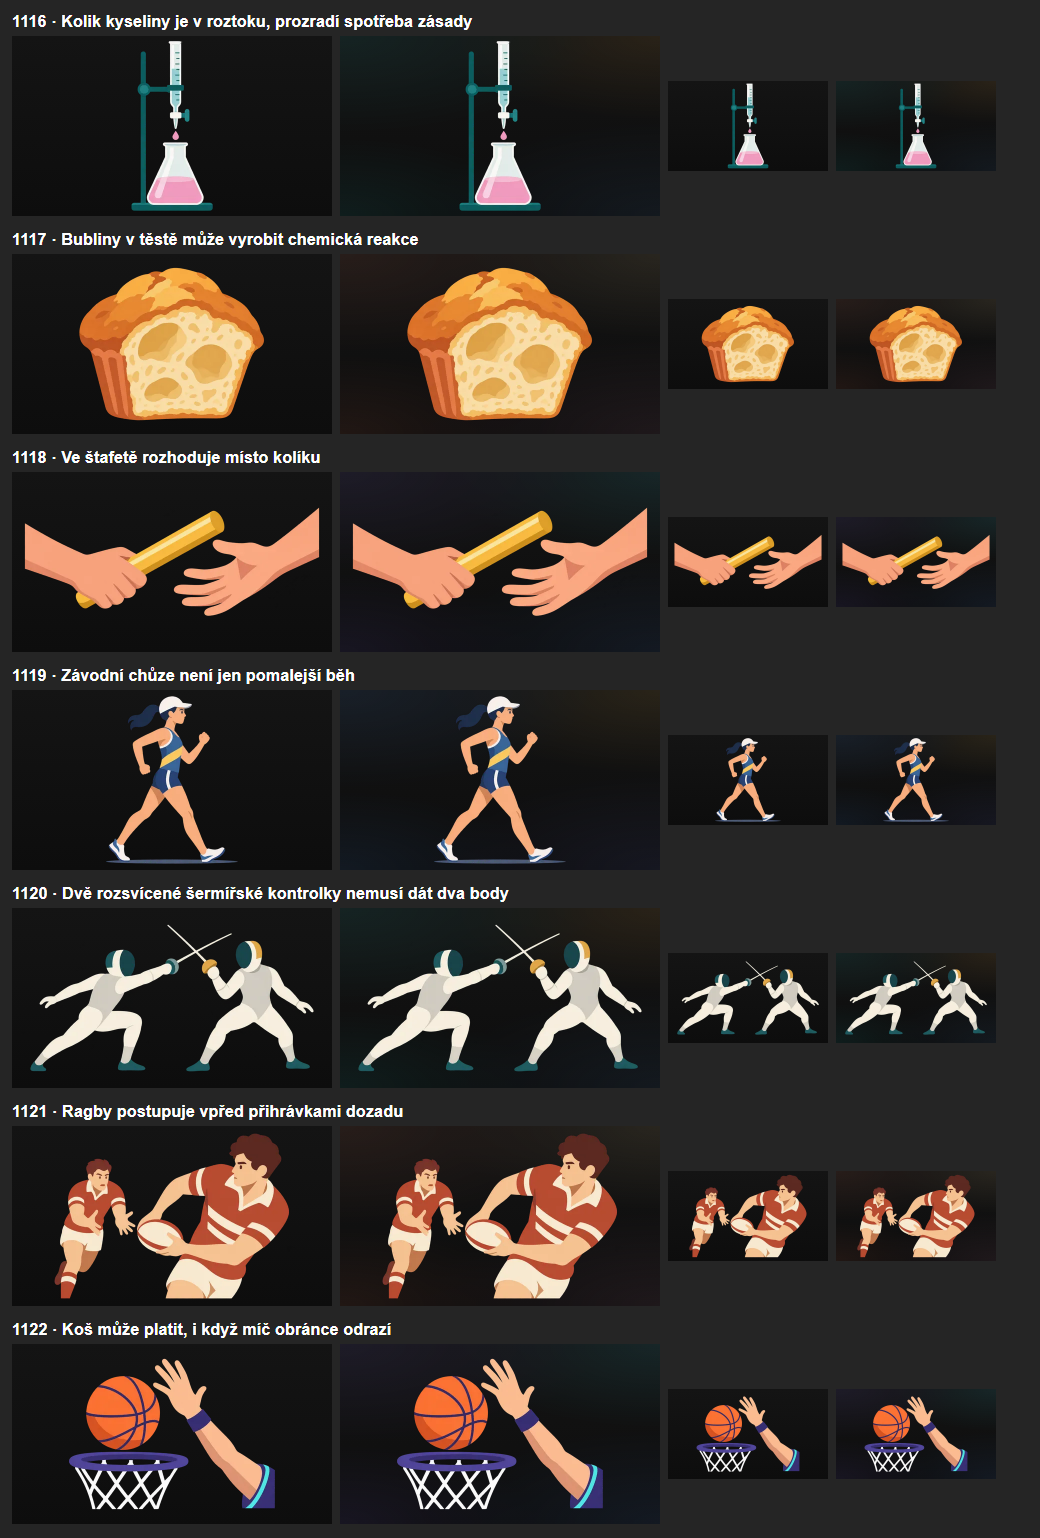 1116 · Kolik kyseliny je v roztoku, prozradí spotřeba zásady
1117 · Bubliny v těstě může vyrobit chemická reakce
1118 · Ve štafetě rozhoduje místo kolíku
1119 · Závodní chůze není jen pomalejší běh
1120 · Dvě rozsvícené šermířské kontrolky nemusí dát dva body
1121 · Ragby postupuje vpřed přihrávkami dozadu
1122 · Koš může platit, i když míč obránce odrazí